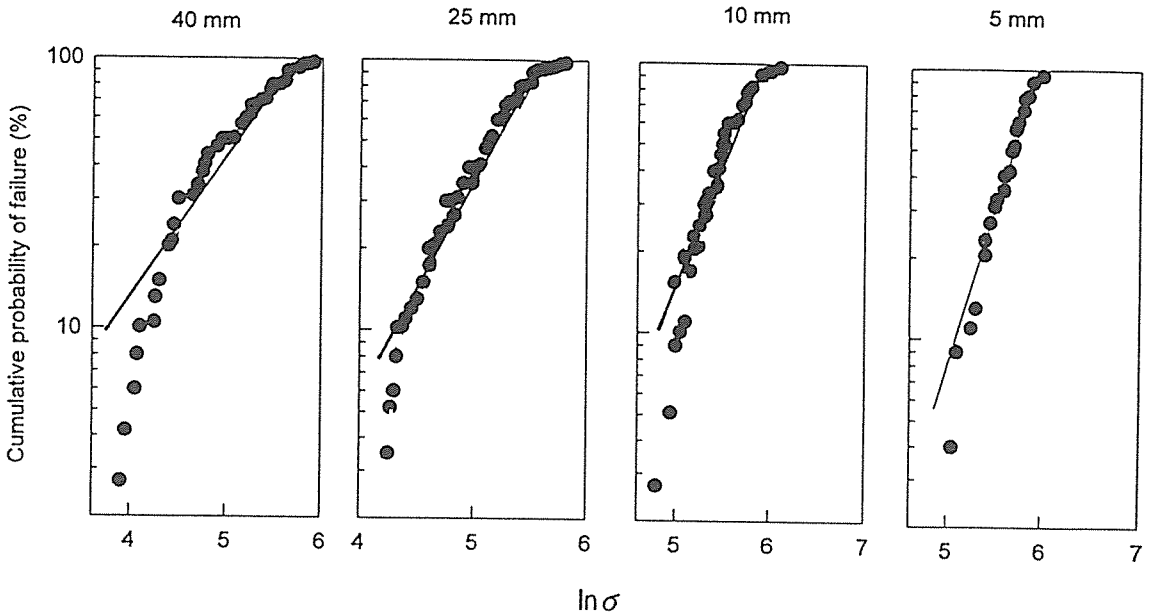 40 mm 25 mm 10 mm 5 mm
100
10
Cumulative probability of failure (%)
4 5 6 4 5 6 5 6 7 5 6 7
ln σ